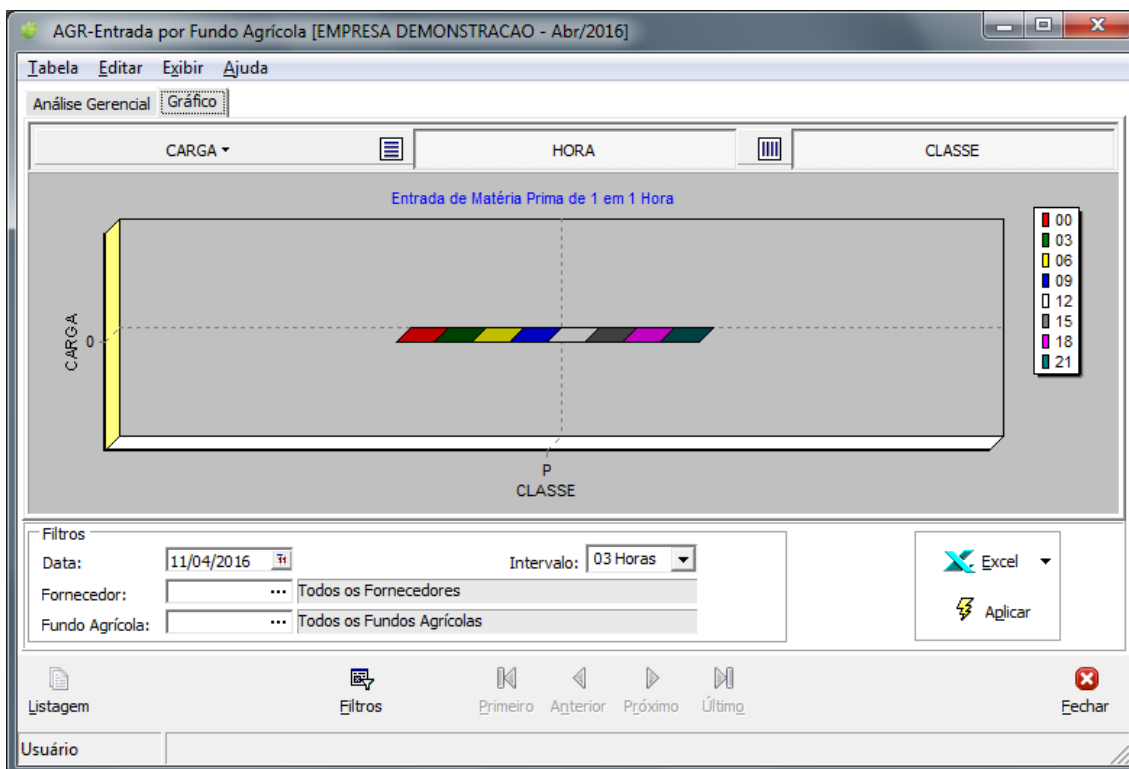 AGR-Entrada por Fundo Agrícola [EMPRESA DEMONSTRACAO - Abr/2016]
Tabela Editar Exibir Ajuda
Análise Gerencial Gráfico
CARGA HORA CLASSE
Entrada de Matéria Prima de 1 em 1 Hora
00
03
06
09
12
15
18
21
CARGA
0
P
CLASSE
Filtros
Data: 11/04/2016 Intervalo: 03 Horas
Fornecedor: ... Todos os Fornecedores
Fundo Agrícola: ... Todos os Fundos Agrícolas
Excel
Aplicar
Listagem Filtros Primeiro Anterior Próximo Último Fechar
Usuário